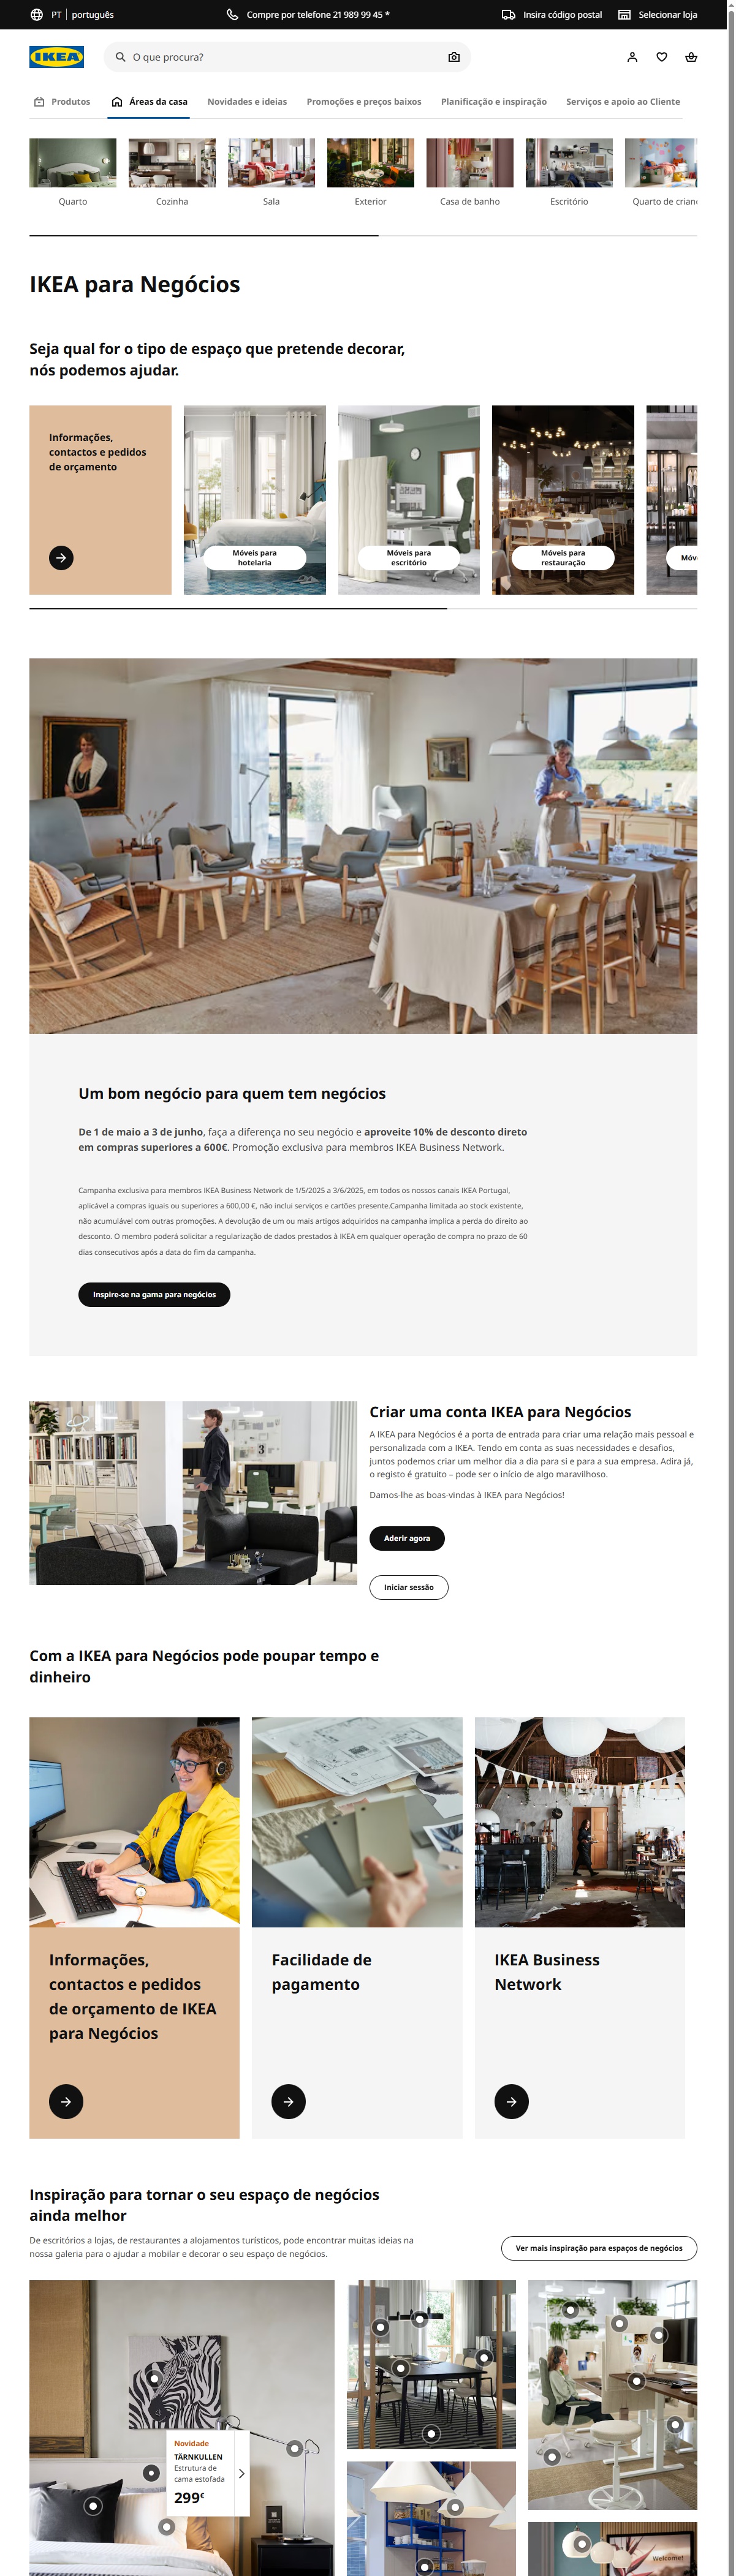 PT | português
Compre por telefone 21 989 99 45 *
Insira código postal
Selecionar loja
IKEA
O que procura?
Produtos
Áreas da casa
Novidades e ideias
Promoções e preços baixos
Planificação e inspiração
Serviços e apoio ao Cliente
Quarto
Cozinha
Sala
Exterior
Casa de banho
Escritório
Quarto de crianç
IKEA para Negócios
Seja qual for o tipo de espaço que pretende decorar,
nós podemos ajudar.
Informações,
contactos e pedidos
de orçamento
Móveis para
hotelaria
Móveis para
escritório
Móveis para
restauração
Móv
Um bom negócio para quem tem negócios
De 1 de maio a 3 de junho, faça a diferença no seu negócio e aproveite 10% de desconto direto
em compras superiores a 600€. Promoção exclusiva para membros IKEA Business Network.
Campanha exclusiva para membros IKEA Business Network de 1/5/2025 a 3/6/2025, em todos os nossos canais IKEA Portugal,
aplicável a compras iguais ou superiores a 600,00 €, não inclui serviços e cartões presente.Campanha limitada ao stock existente,
não acumulável com outras promoções. A devolução de um ou mais artigos adquiridos na campanha implica a perda do direito ao
desconto. O membro poderá solicitar a regularização de dados prestados à IKEA em qualquer operação de compra no prazo de 60
dias consecutivos após a data do fim da campanha.
Inspire-se na gama para negócios
Criar uma conta IKEA para Negócios
A IKEA para Negócios é a porta de entrada para criar uma relação mais pessoal e
personalizada com a IKEA. Tendo em conta as suas necessidades e desafios,
juntos podemos criar um melhor dia a dia para si e para a sua empresa. Adira já,
o registo é gratuito – pode ser o início de algo maravilhoso.
Damos-lhe as boas-vindas à IKEA para Negócios!
Aderir agora
Iniciar sessão
Com a IKEA para Negócios pode poupar tempo e
dinheiro
Informações,
contactos e pedidos
de orçamento de IKEA
para Negócios
Facilidade de
pagamento
IKEA Business
Network
Inspiração para tornar o seu espaço de negócios
ainda melhor
De escritórios a lojas, de restaurantes a alojamentos turísticos, pode encontrar muitas ideias na
nossa galeria para o ajudar a mobilar e decorar o seu espaço de negócios.
Ver mais inspiração para espaços de negócios
Novidade
TÄRNKULLEN
Estrutura de
cama estofada
299€
Welcome!